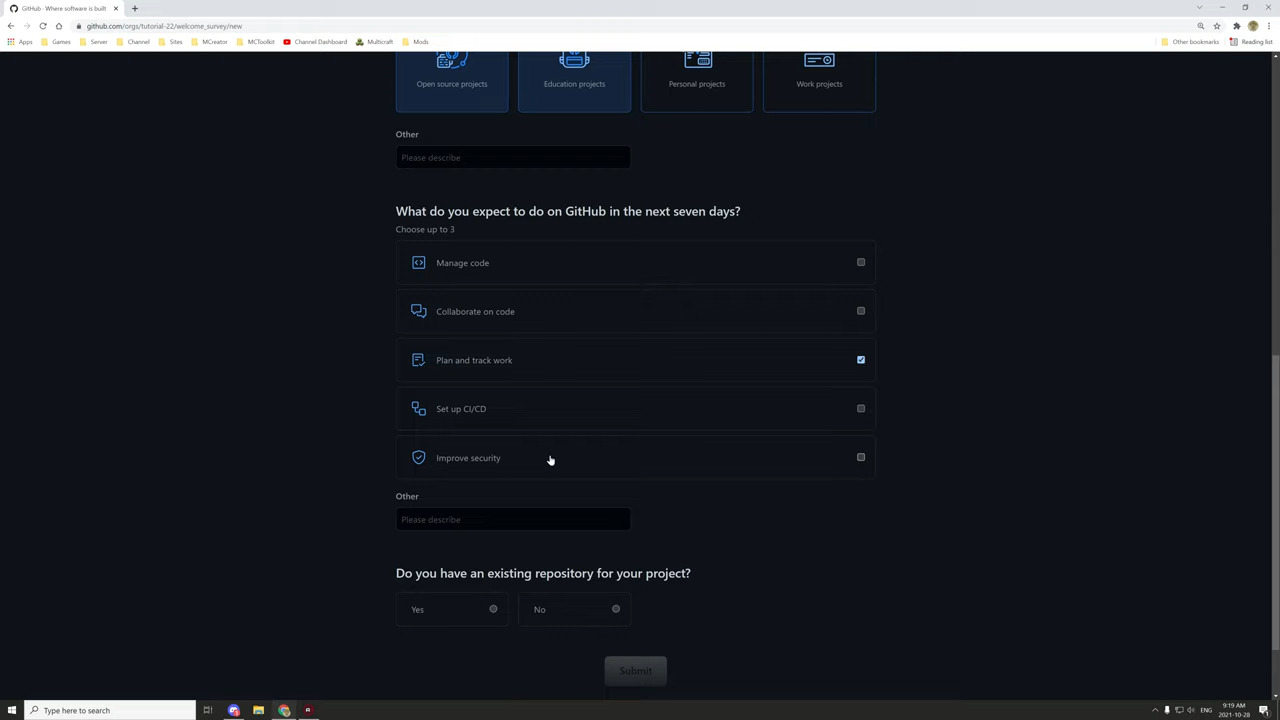 GitHub · Where software is built
github.com/orgs/tutorial-22/welcome_survey/new
Apps Games Server Channel Sites MCreator MCToolkit Channel Dashboard Multicraft Mods Other bookmarks Reading list
Open source projects Education projects Personal projects Work projects
Other
Please describe
What do you expect to do on GitHub in the next seven days?
Choose up to 3
Manage code
Collaborate on code
Plan and track work
Set up CI/CD
Improve security
Other
Please describe
Do you have an existing repository for your project?
Yes No
Submit
Type here to search
ENG
9:19 AM
2021-10-28